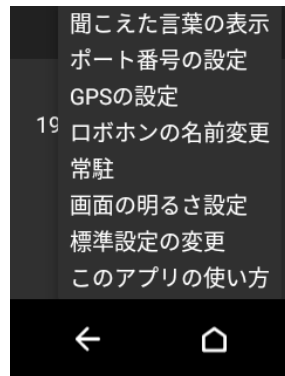 聞こえた言葉の表示
ポート番号の設定
GPSの設定
19
ロボホンの名前変更
常駐
画面の明るさ設定
標準設定の変更
このアプリの使い方